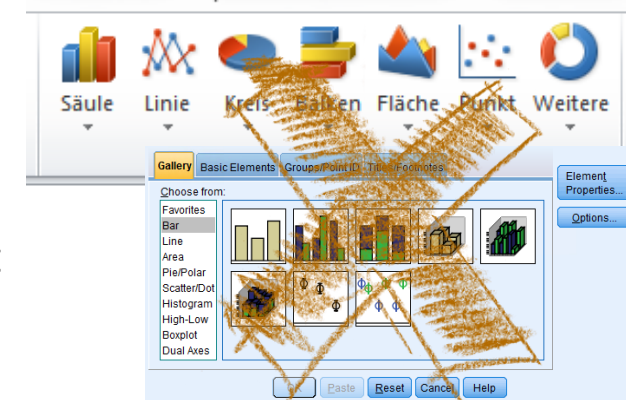 Säule Linie Kreis Balken Fläche Punkt Weitere
Gallery Basic Elements Groups/Point ID Titles/Footnotes
Element Properties...
Choose from:
Options...
Favorites
Bar
Line
Area
Pie/Polar
Scatter/Dot
Histogram
High-Low
Boxplot
Dual Axes
OK Paste Reset Cancel Help